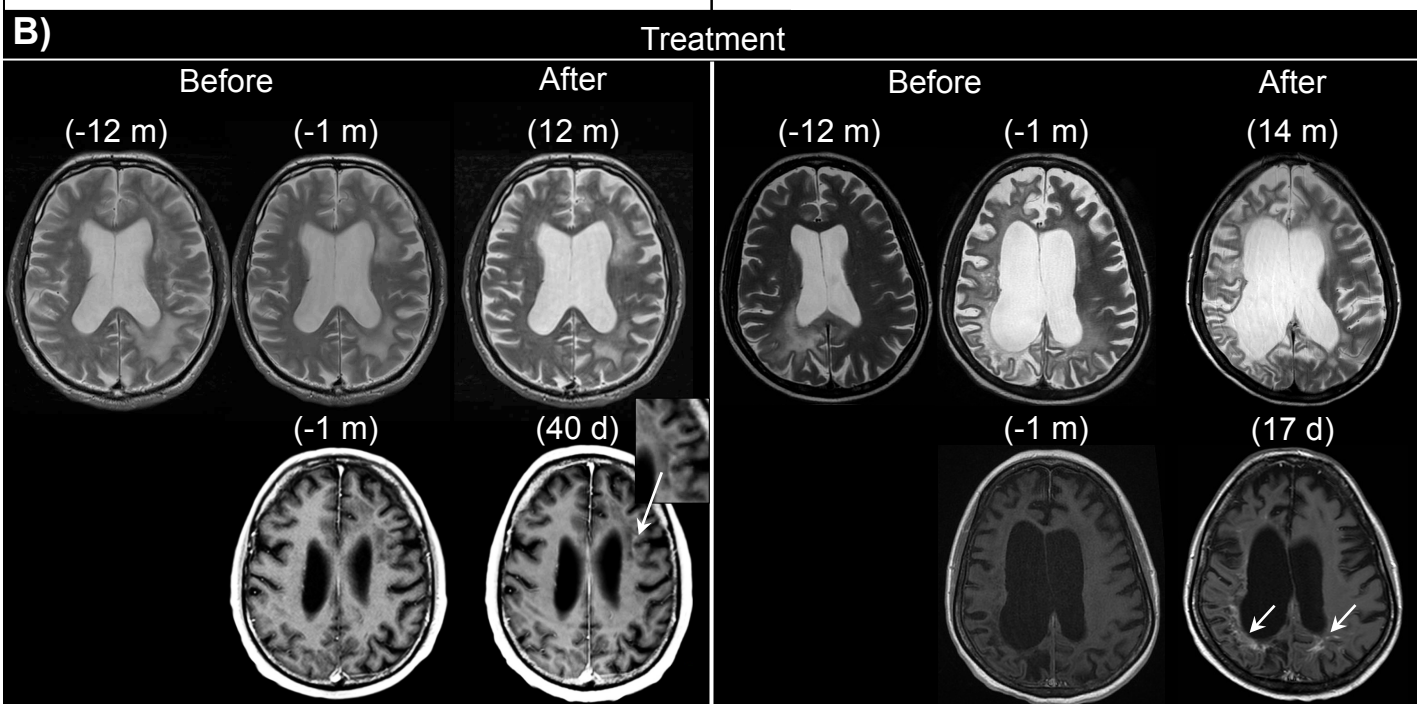 B)
Treatment
Before After
(-12 m) (-1 m) (12 m)
(-1 m) (40 d)
Before After
(-12 m) (-1 m) (14 m)
(-1 m) (17 d)